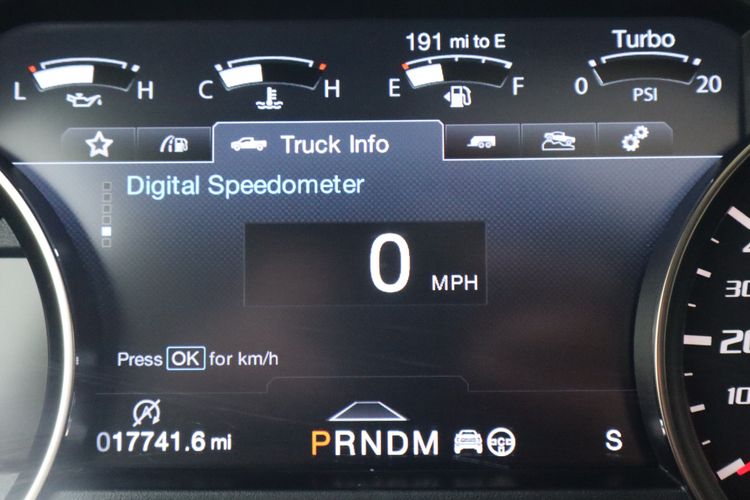 191 mi to E
Turbo
L H
C H
E F
0 20
PSI
Truck Info
Digital Speedometer
0 MPH
Press OK for km/h
017741.6 mi
PRNDM
S
30
20
10